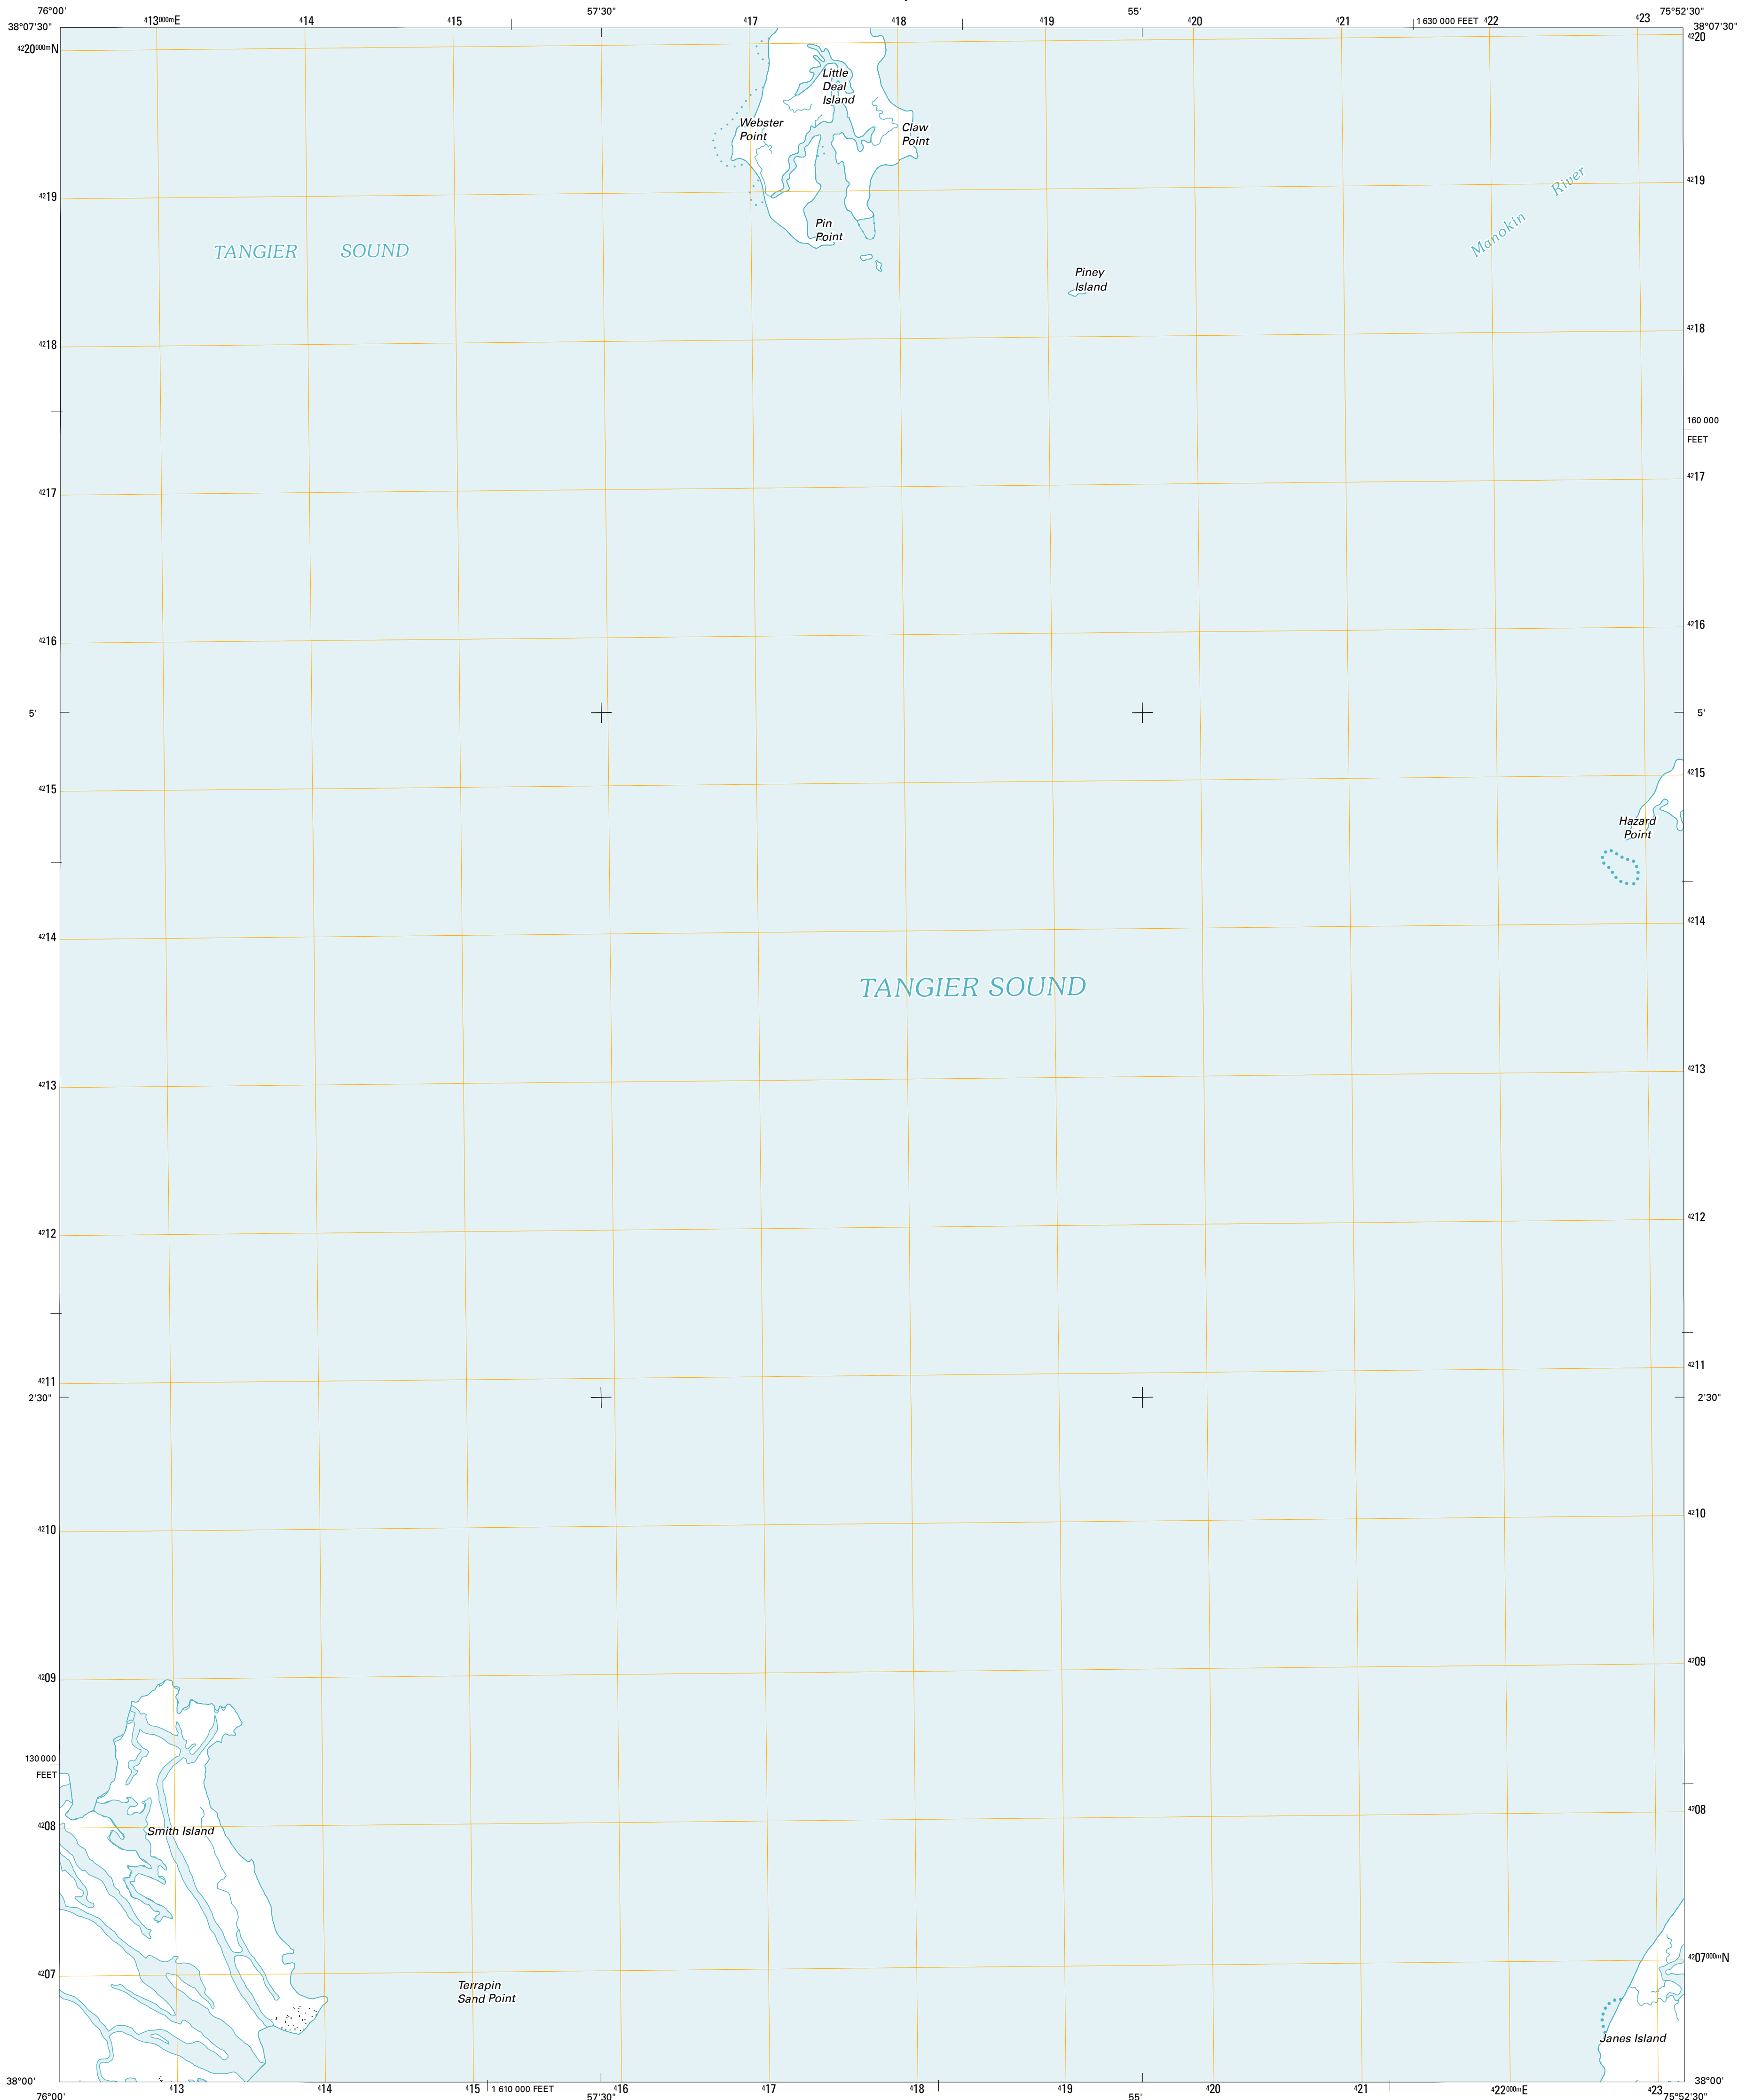 76°00'
57'30"
55'
75°52'30"
38°07'30"
413000mE
414
415
417
418
419
420
421
1 630 000 FEET
422
423
38°07'30"
4220000mN
4220
Little
Deal
Island
Webster
Point
Claw
Point
4219
4219
River
Manokin
Pin
Point
TANGIER SOUND
Piney
Island
4218
4218
160 000
FEET
4217
4217
4216
4216
5'
5'
4215
4215
Hazard
Point
4214
4214
TANGIER SOUND
4213
4213
4212
4212
4211
4211
2'30"
2'30"
4210
4210
4209
4209
130 000
FEET
4208
4208
Smith Island
4207
4207000mN
Terrapin
Sand Point
Janes Island
38°00'
38°00'
413
414
415
1 610 000 FEET
416
417
418
419
420
421
422000mE
423
76°00'
57'30"
55'
75°52'30"